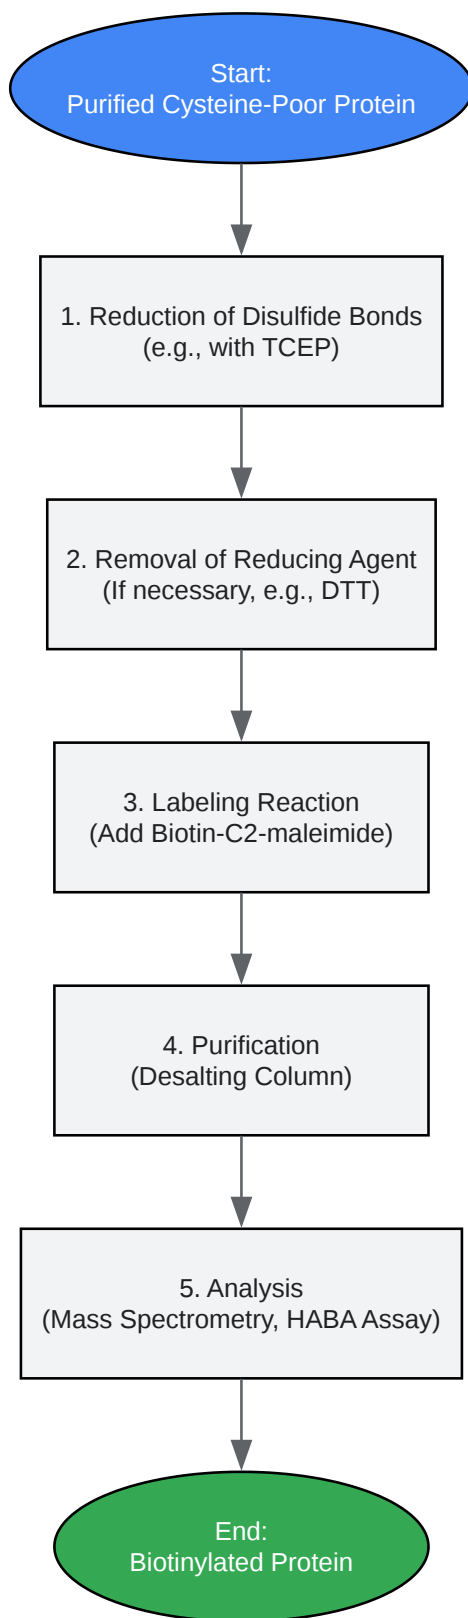 Start:
Purified Cysteine-Poor Protein
1. Reduction of Disulfide Bonds
(e.g., with TCEP)
2. Removal of Reducing Agent
(If necessary, e.g., DTT)
3. Labeling Reaction
(Add Biotin-C2-maleimide)
4. Purification
(Desalting Column)
5. Analysis
(Mass Spectrometry, HABA Assay)
End:
Biotinylated Protein